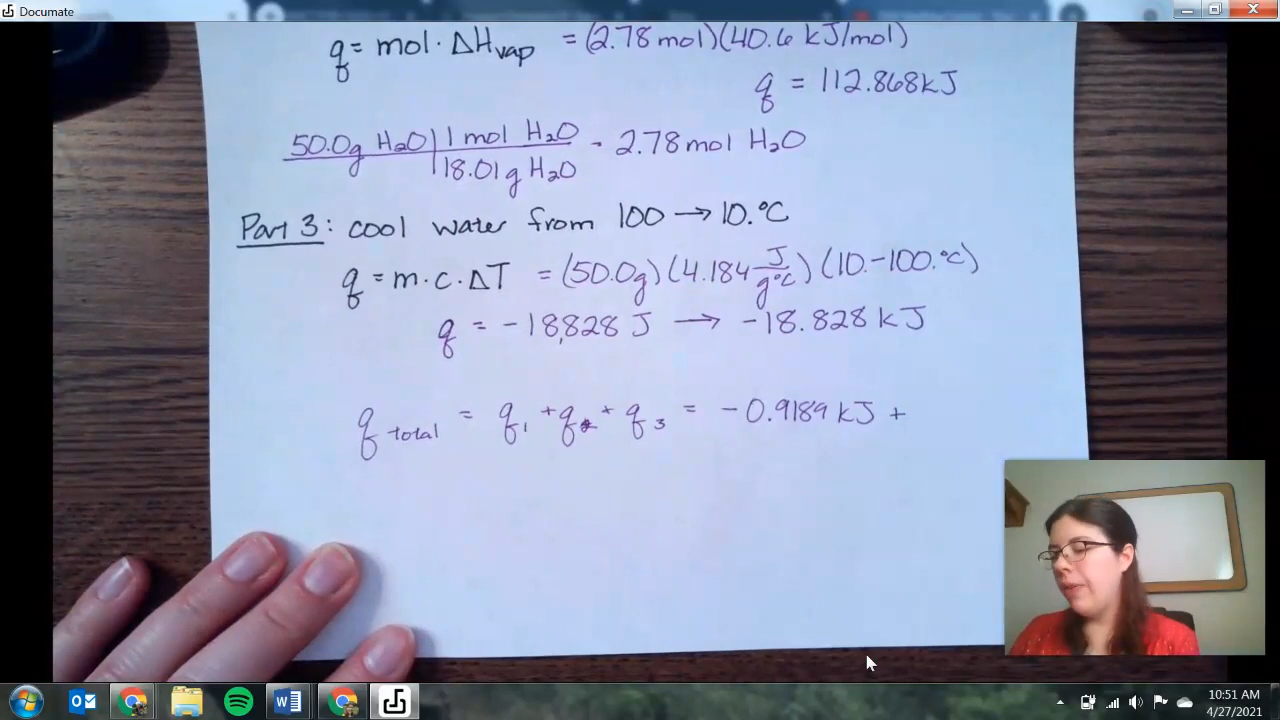 Documate
q = mol · ΔHvap = (2.78 mol)(40.6 kJ/mol)
q = 112.868 kJ
50.0g H₂O | 1 mol H₂O
18.01g H₂O
- 2.78 mol H₂O
Part 3: cool water from 100 → 10.°C
q = m·c·ΔT = (50.0g)(4.184 J/g°C)(10.-100.°C)
q = -18,828 J → -18.828 kJ
q total = q₁ + q₂ + q₃ = -0.9189 kJ +
10:51 AM
4/27/2021